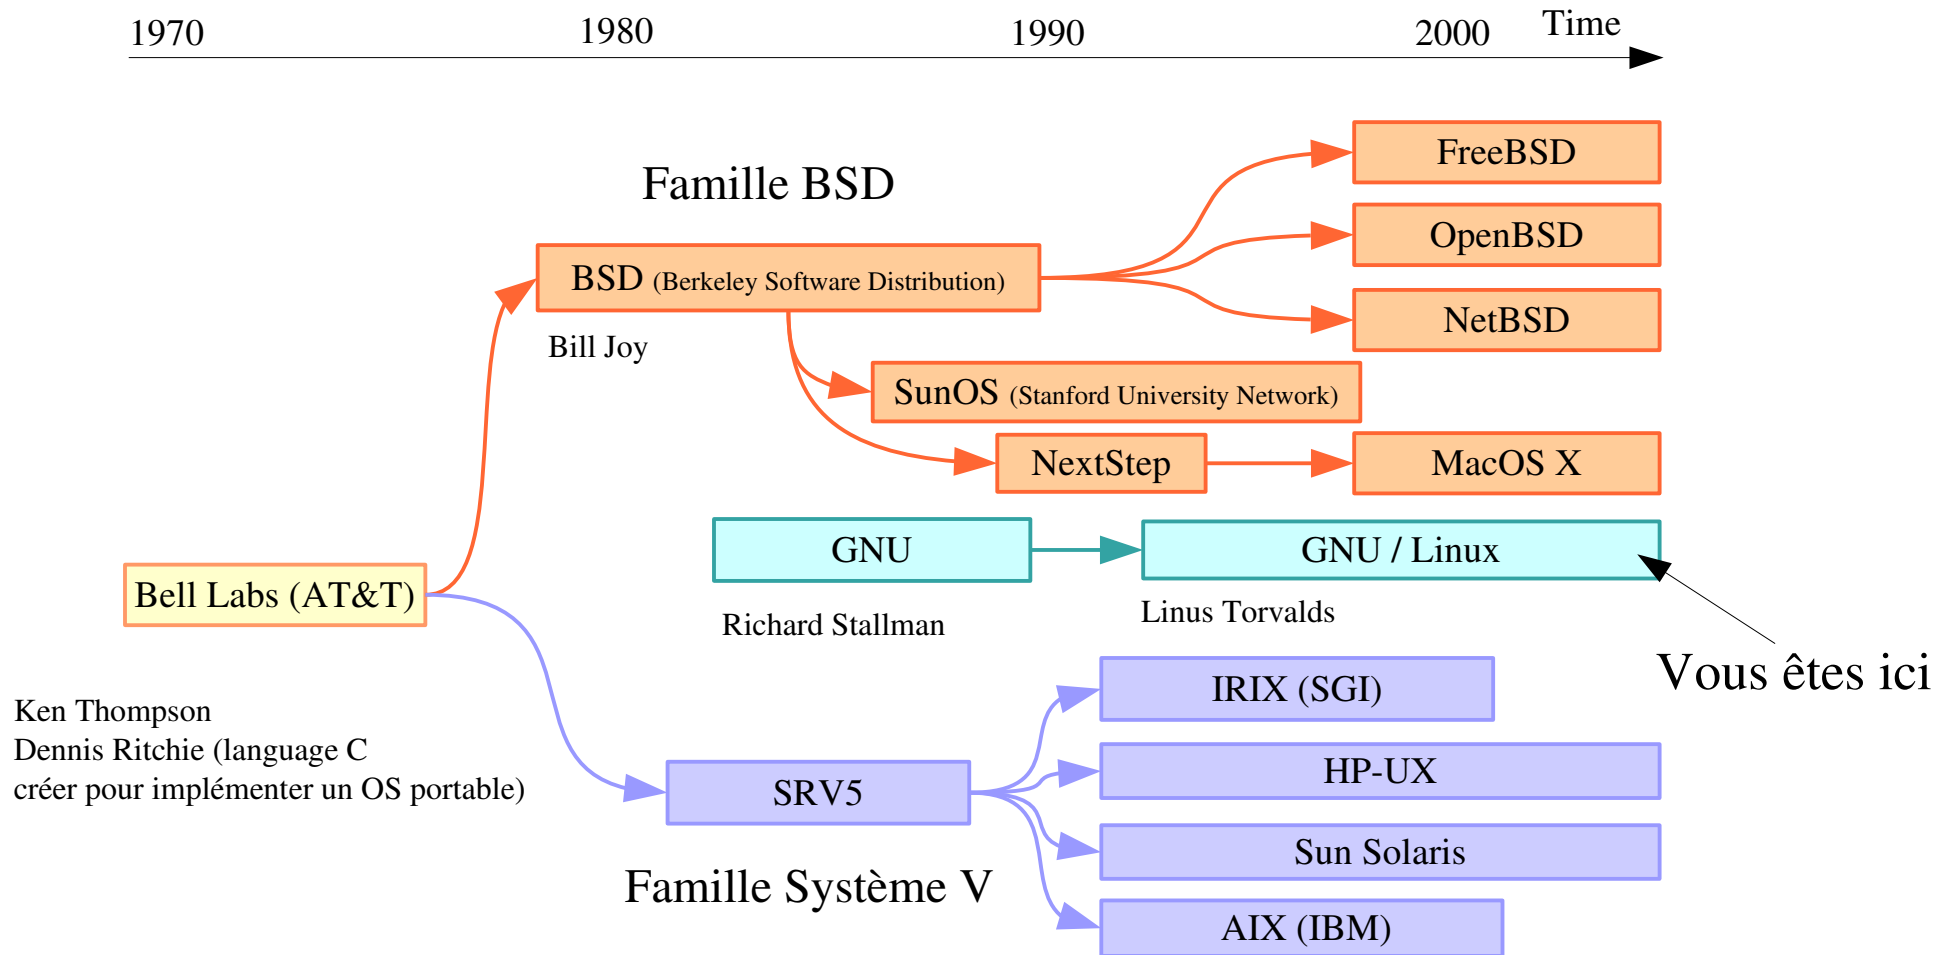 1970 1980 1990 2000 Time
FreeBSD
Famille BSD
OpenBSD
BSD (Berkeley Software Distribution)
NetBSD
Bill Joy
SunOS (Stanford University Network)
NextStep
MacOS X
GNU
GNU / Linux
Bell Labs (AT&T)
Richard Stallman
Linus Torvalds
Vous êtes ici
IRIX (SGI)
Ken Thompson
Dennis Ritchie (language C
créer pour implémenter un OS portable)
HP-UX
SRV5
Sun Solaris
Famille Système V
AIX (IBM)